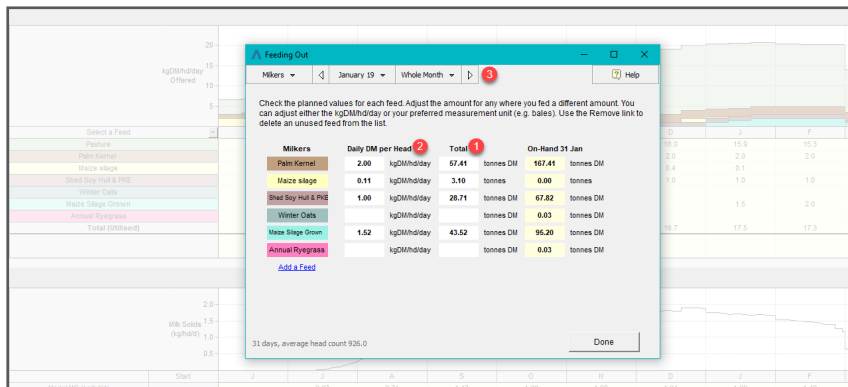 20
kgDM/hd/day
15
Offered
10
5
Select a Feed
D
J
F
Pasture
16.0
15.9
15.3
Palm Kernel
2.0
2.0
2.0
Maize silage
0.4
0.1
Shed Soy Hull & PKE
1.0
1.0
1.0
Winter Oats
Maize Silage Grown
1.5
2.0
Annual Ryegrass
Total (Utilised)
18.7
17.5
17.3
Feeding Out
Milkers January 19 Whole Month 3 Help
Check the planned values for each feed. Adjust the amount for any where you fed a different amount. You
can adjust either the kgDM/hd/day or your preferred measurement unit (e.g. bales). Use the Remove link to
delete an unused feed from the list.
Milkers Daily DM per Head 2 Total 1 On-Hand 31 Jan
Palm Kernel 2.00 kgDM/hd/day 57.41 tonnes DM 167.41 tonnes DM
Maize silage 0.11 kgDM/hd/day 3.10 tonnes 0.00 tonnes
Shed Soy Hull & PKE 1.00 kgDM/hd/day 28.71 tonnes DM 67.82 tonnes DM
Winter Oats kgDM/hd/day tonnes DM 0.03 tonnes DM
Maize Silage Grown 1.52 kgDM/hd/day 43.52 tonnes DM 95.20 tonnes DM
Annual Ryegrass kgDM/hd/day tonnes DM 0.03 tonnes DM
Add a Feed
31 days, average head count 926.0 Done
2.0
Milk Solids
1.5
(kg/hd/d)
1.0
0.5
Start J J A S O N D J F